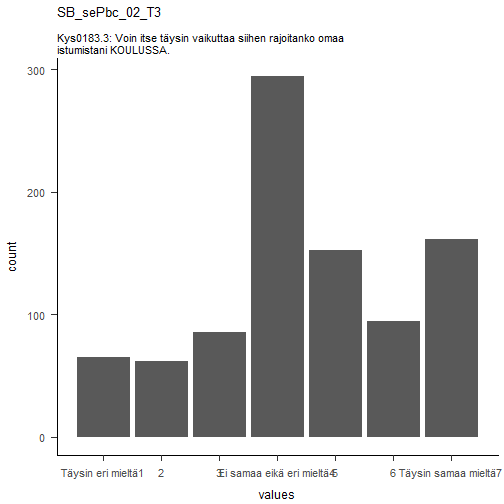 SB_sePbc_02_T3
Kys0183.3: Voin itse täysin vaikuttaa siihen rajoitanko omaa
istumistani KOULUSSA.
300
200
100
0
count
Täysin eri mieltä1 2 3 Ei samaa eikä eri mieltä4 5 6 Täysin samaa mieltä7
values